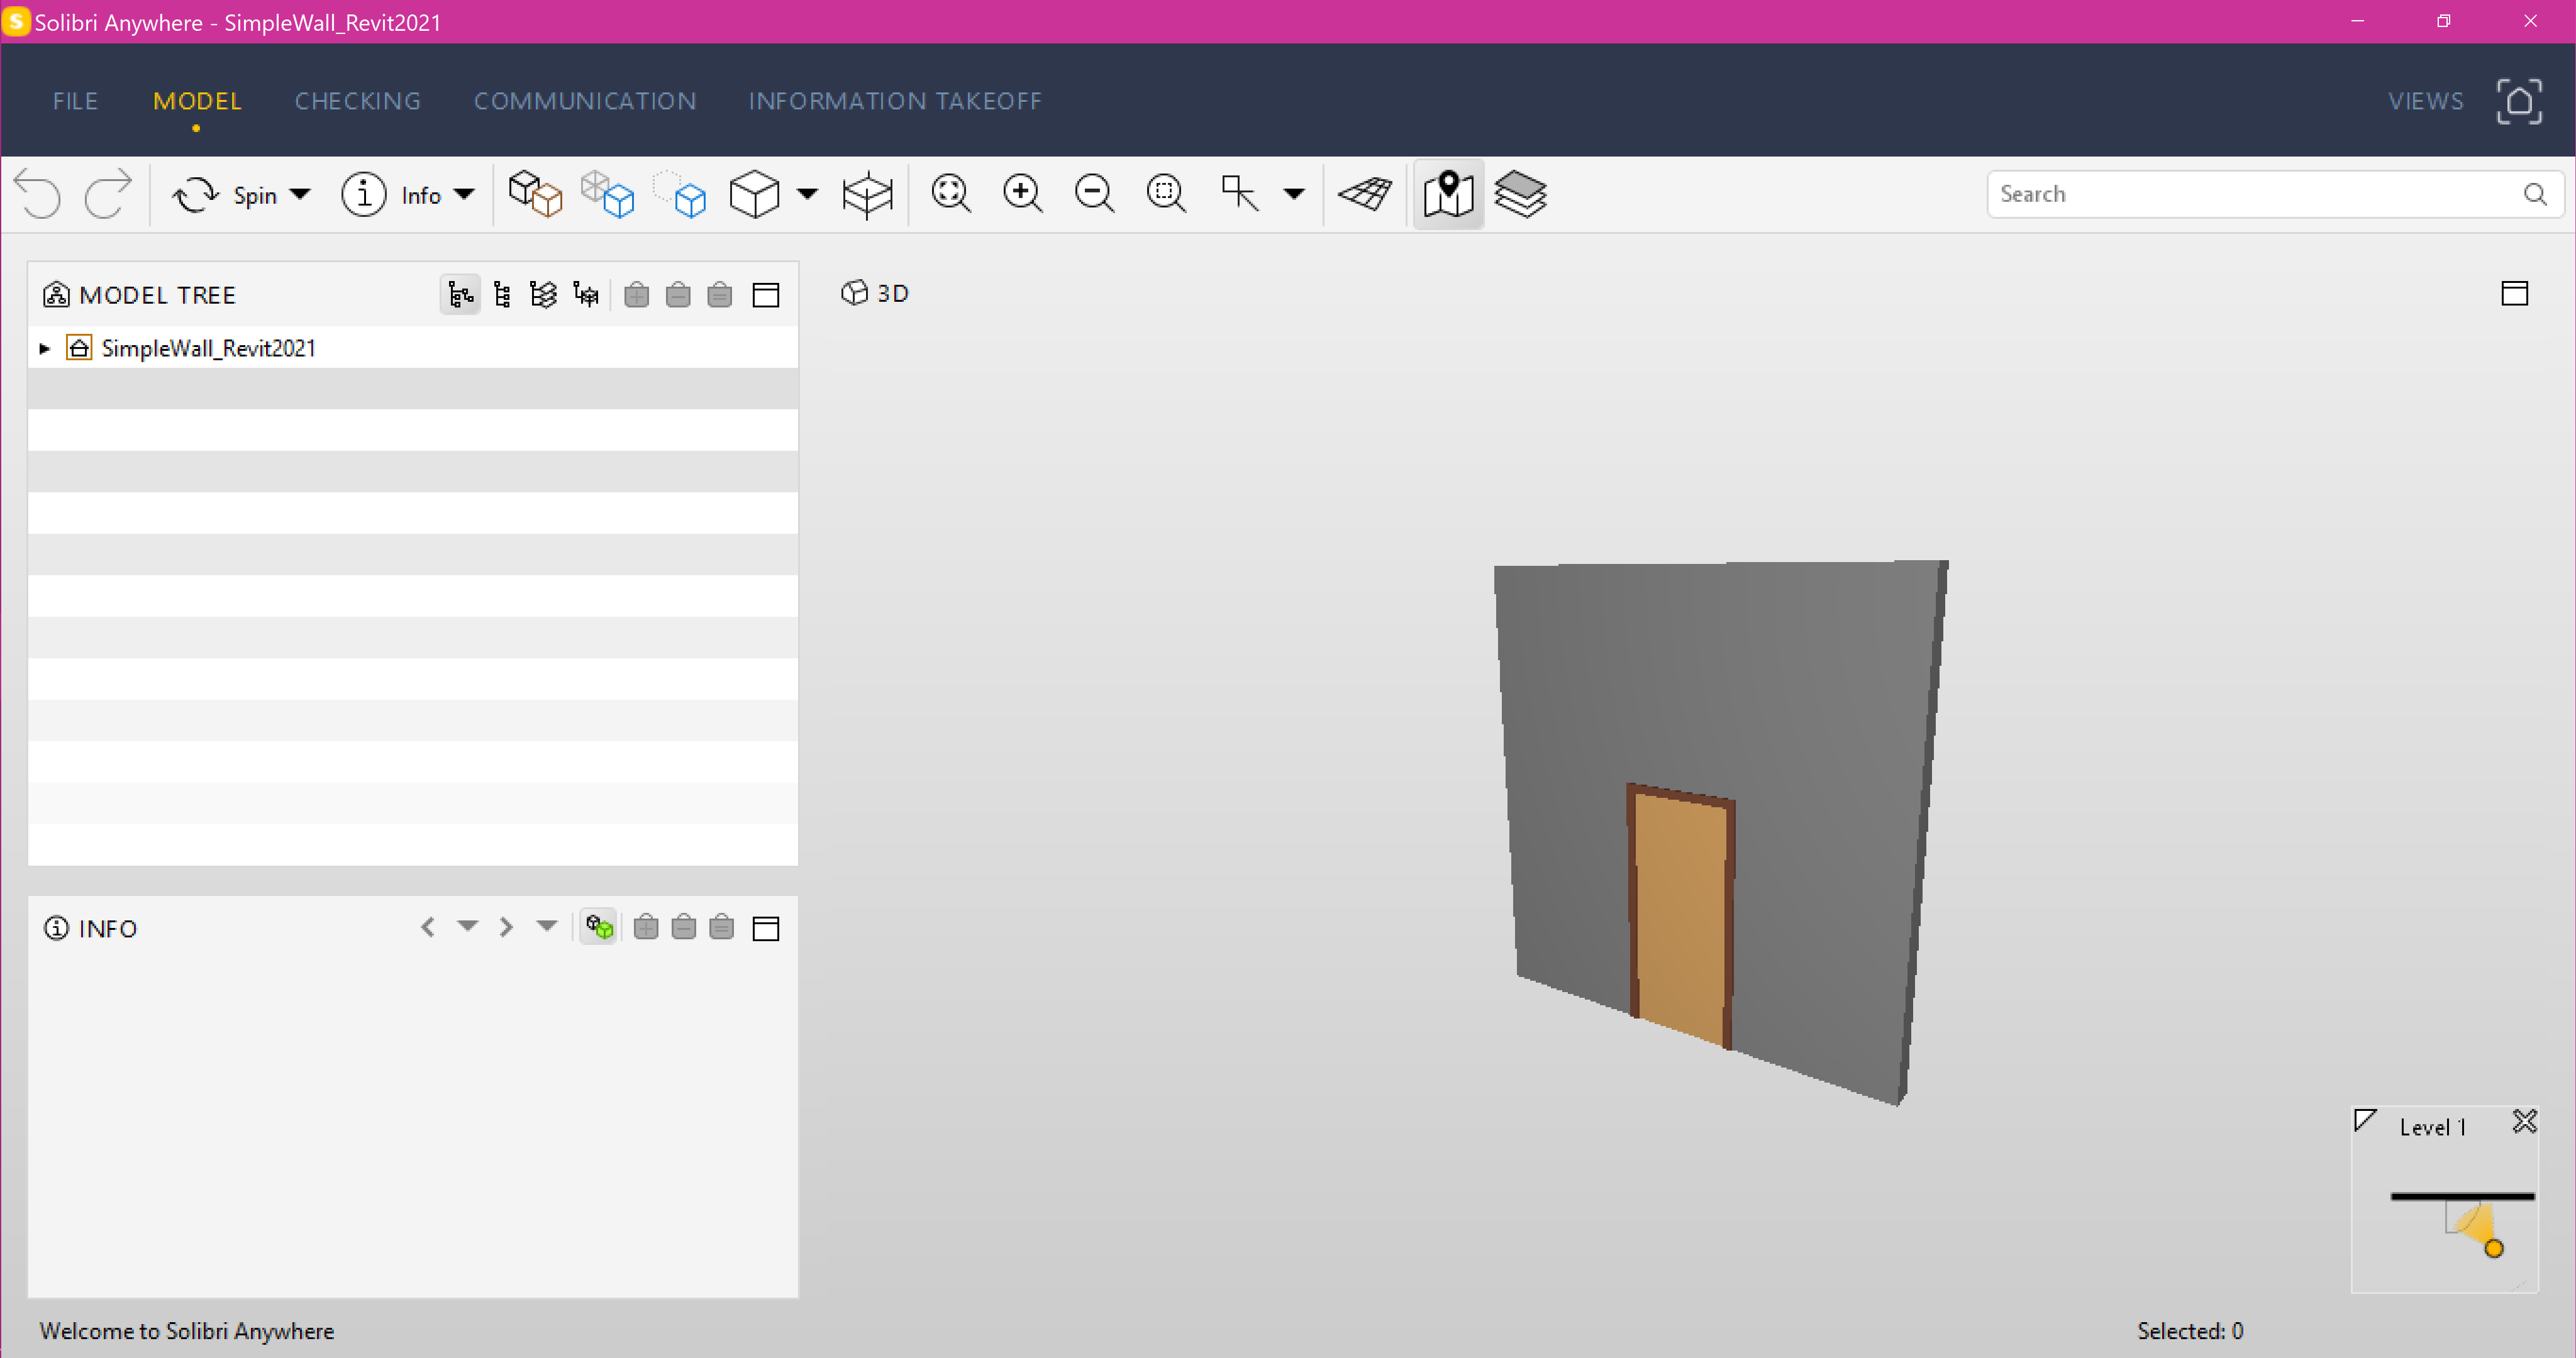 Solibri Anywhere - SimpleWall_Revit2021
FILE MODEL CHECKING COMMUNICATION INFORMATION TAKEOFF VIEWS
Spin Info Search
MODEL TREE
SimpleWall_Revit2021
3D
INFO
Level 1
Welcome to Solibri Anywhere
Selected: 0